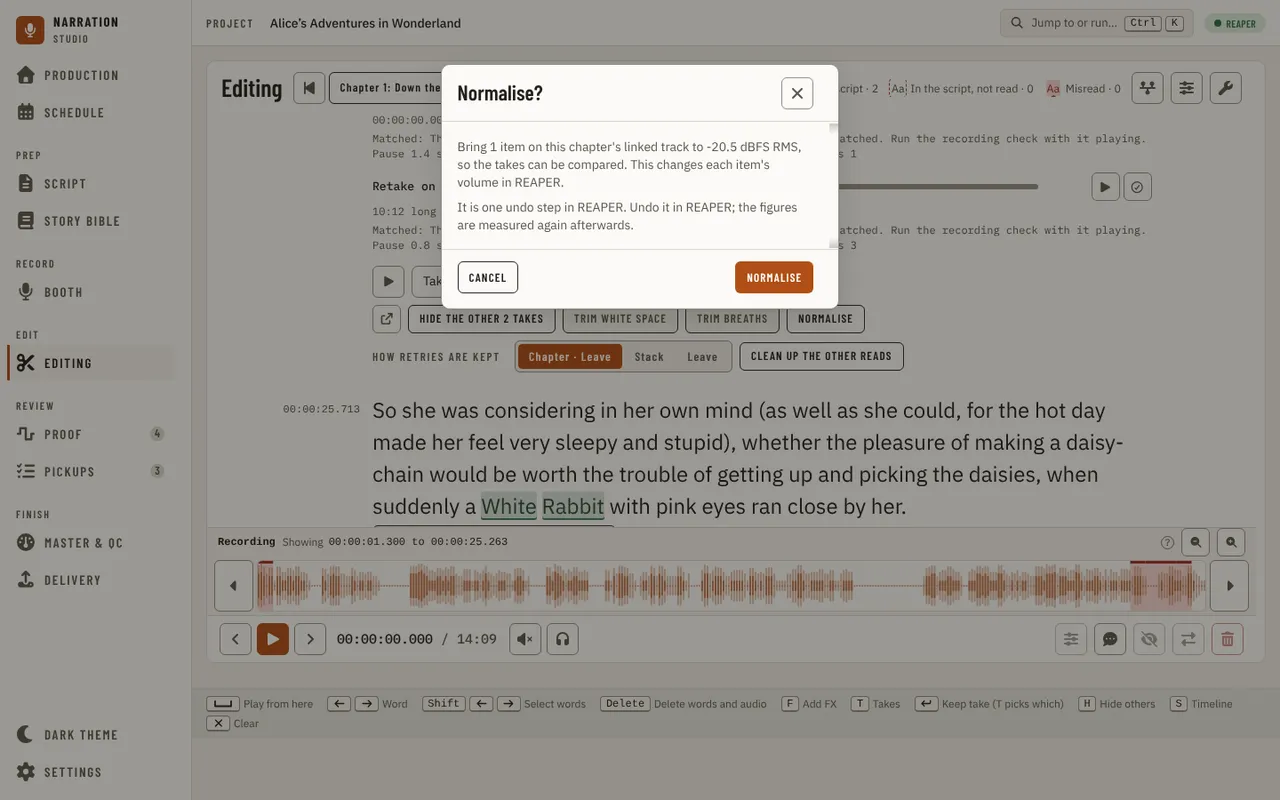 NARRATION
STUDIO
PRODUCTION
SCHEDULE
PREP
SCRIPT
STORY BIBLE
RECORD
BOOTH
EDIT
EDITING
REVIEW
PROOF 4
PICKUPS 3
FINISH
MASTER & QC
DELIVERY
DARK THEME
SETTINGS
PROJECT Alice's Adventures in Wonderland
Jump to or run... Ctrl K
REAPER
Editing Chapter 1: Down the
cript · 2 Aa In the script, not read · 0 Aa Misread · 0
Normalise?
Bring 1 item on this chapter's linked track to -20.5 dBFS RMS,
so the takes can be compared. This changes each item's
volume in REAPER.
It is one undo step in REAPER. Undo it in REAPER; the figures
are measured again afterwards.
CANCEL NORMALISE
00:00:00.00
Matched: Th atched. Run the recording check with it playing.
Pause 1.4 s s 1
Retake on
10:12 long
Matched: Th atched. Run the recording check with it playing.
Pause 0.8 s s 3
Tak
HIDE THE OTHER 2 TAKES TRIM WHITE SPACE TRIM BREATHS NORMALISE
HOW RETRIES ARE KEPT Chapter · Leave Stack Leave CLEAN UP THE OTHER READS
00:00:25.713 So she was considering in her own mind (as well as she could, for the hot day
made her feel very sleepy and stupid), whether the pleasure of making a daisy-
chain would be worth the trouble of getting up and picking the daisies, when
suddenly a White Rabbit with pink eyes ran close by her.
Recording Showing 00:00:01.300 to 00:00:25.263
00:00:00.000 / 14:09
Play from here Word Shift Select words Delete Delete words and audio F Add FX T Takes Keep take (T picks which) H Hide others S Timeline
Clear